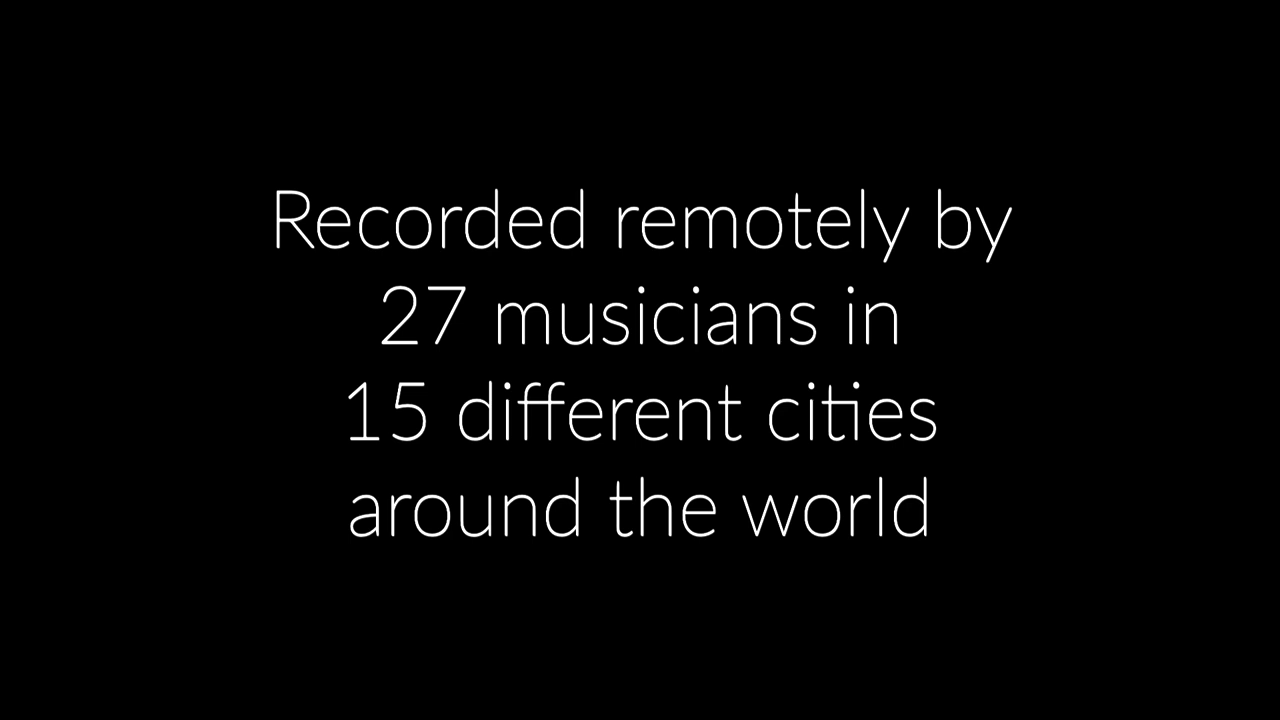 Recorded remotely by
27 musicians in
15 different cities
around the world